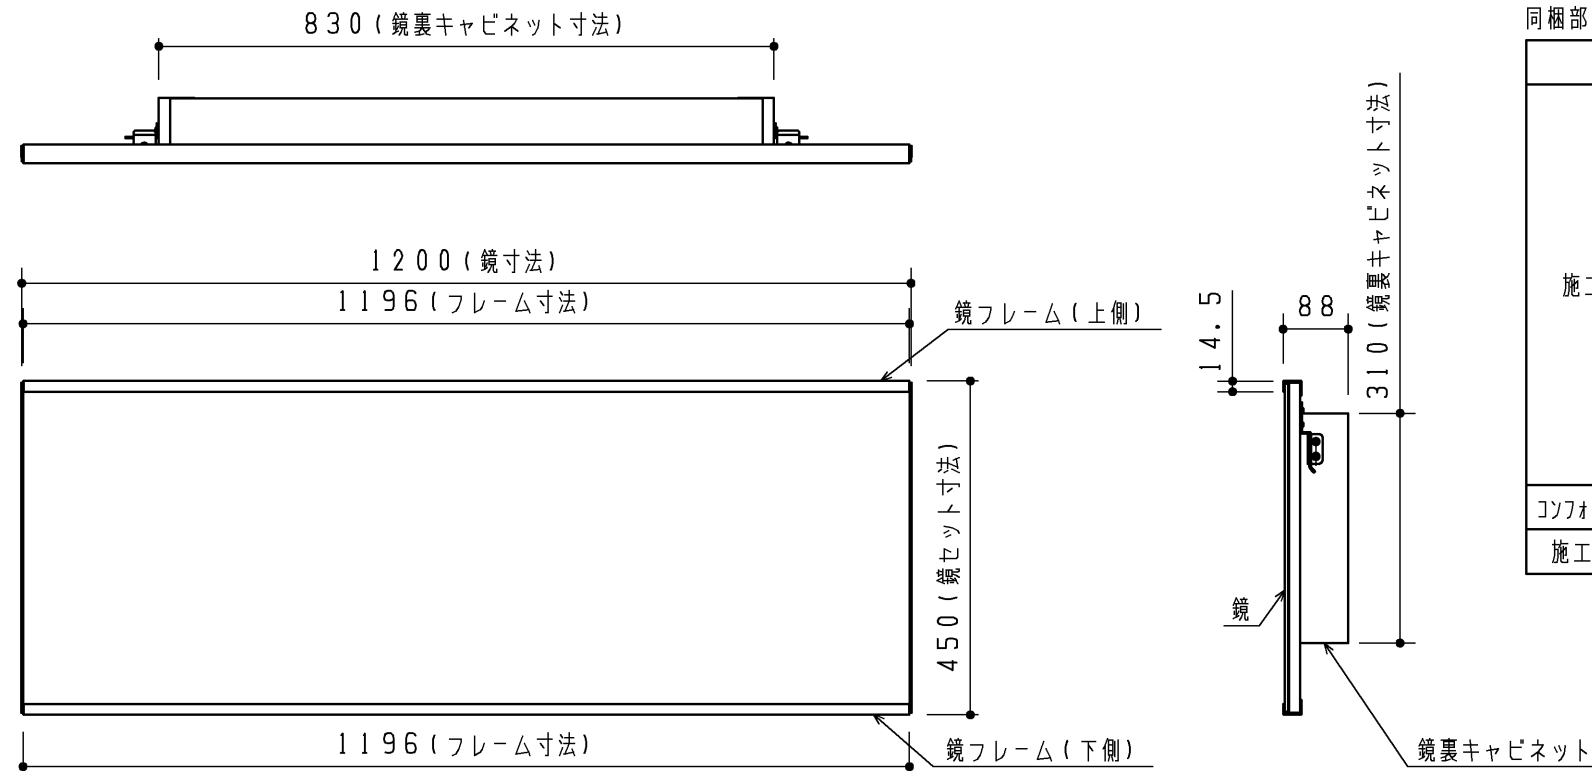 830(鏡裏キャビネット寸法)
1200(鏡寸法)
1196(フレーム寸法)
鏡フレーム(上側)
450(鏡セット寸法)
1196(フレーム寸法)
鏡フレーム(下側)
14.5
88
310(鏡裏キャビネット寸法)
鏡
鏡裏キャビネット
同梱部
施工
コンフォ
施工